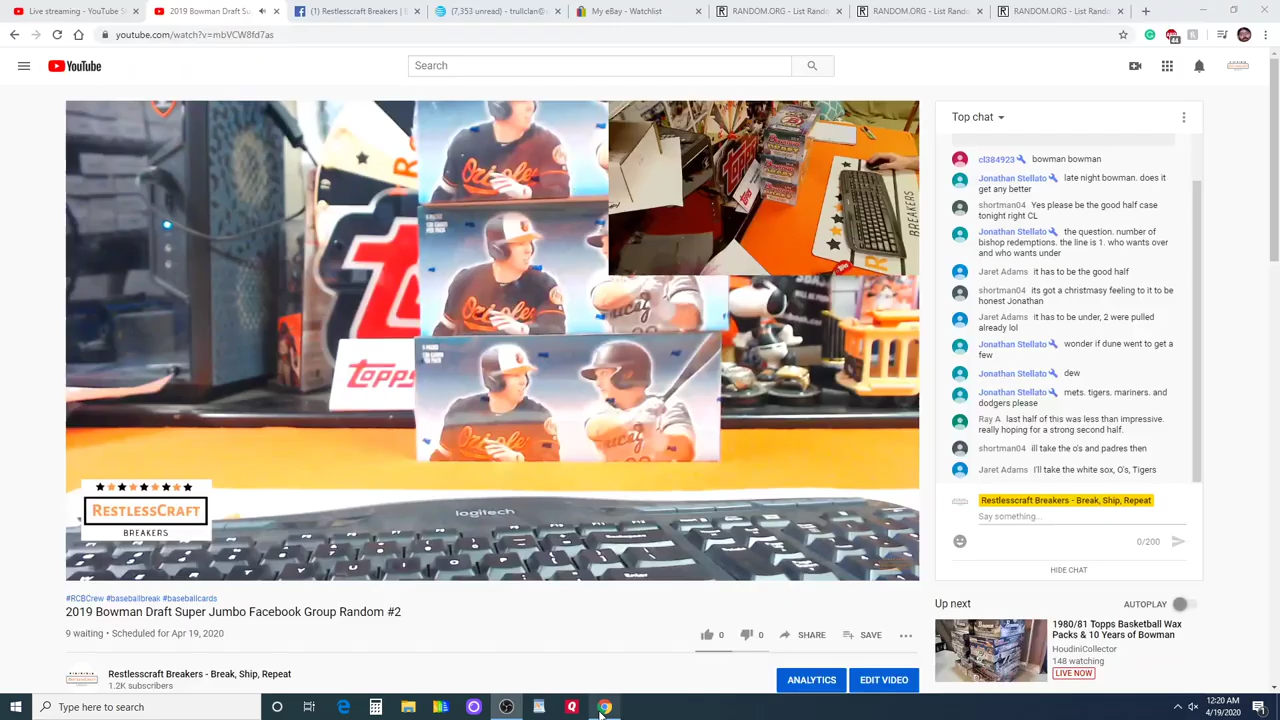 Live streaming - YouTube
2019 Bowman Draft Super Jumbo
(1) Restlesscraft Breakers
(7,353 unread) - trullclan@
My eBay - Watchlist
RANDOM.ORG - List Random
RANDOM.ORG - List Random
RANDOM.ORG - List Random
youtube.com/watch?v=mbVCW8fd7as
YouTube
Search
Topps
Orioles
BREAKERS
RESTLESSCRAFT
BREAKERS
logitech
#RCBCrew #baseballbreak #baseballcards
2019 Bowman Draft Super Jumbo Facebook Group Random #2
9 waiting • Scheduled for Apr 19, 2020
0
0
SHARE
SAVE
Restlesscraft Breakers - Break, Ship, Repeat
1.2K subscribers
ANALYTICS
EDIT VIDEO
Top chat
cl384923 bowman bowman
Jonathan Stellato late night bowman. does it
get any better
shortman04 Yes please be the good half case
tonight right CL
Jonathan Stellato the question. number of
bishop redemptions. the line is 1. who wants over
and who wants under
Jaret Adams it has to be the good half
shortman04 its got a christmasy feeling to it to be
honest Jonathan
Jaret Adams it has to be under, 2 were pulled
already lol
Jonathan Stellato wonder if dune went to get a
few
Jonathan Stellato dew
Jonathan Stellato mets. tigers. mariners. and
dodgers please
Ray A last half of this was less than impressive.
really hoping for a strong second half.
shortman04 ill take the o's and padres then
Jaret Adams I'll take the white sox, O's, Tigers
Restlesscraft Breakers - Break, Ship, Repeat
Say something...
0/200
HIDE CHAT
Up next
AUTOPLAY
1980/81 Topps Basketball Wax
Packs & 10 Years of Bowman
HoudiniCollector
148 watching
LIVE NOW
Type here to search
12:20 AM
4/19/2020